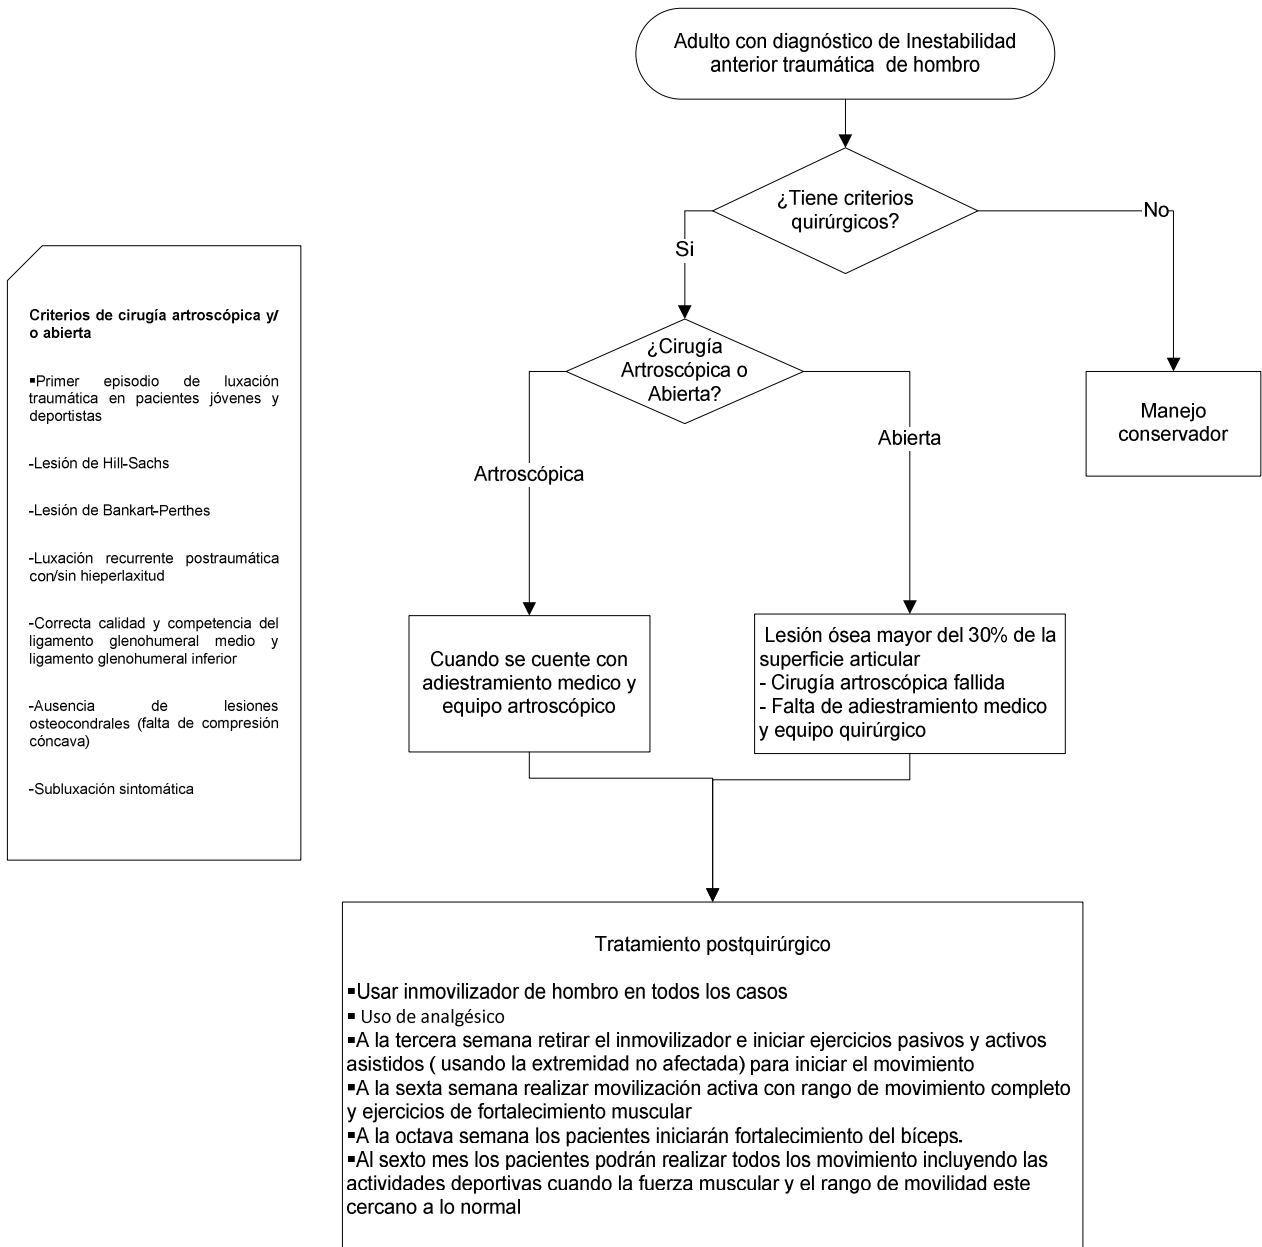 Adulto con diagnóstico de Inestabilidad
anterior traumática de hombro
¿Tiene criterios
quirúrgicos?
No
Si
Criterios de cirugía artroscópica y/
o abierta
▪Primer episodio de luxación
traumática en pacientes jóvenes y
deportistas
-Lesión de Hill-Sachs
-Lesión de Bankart-Perthes
-Luxación recurrente postraumática
con/sin hieperlaxitud
-Correcta calidad y competencia del
ligamento glenohumeral medio y
ligamento glenohumeral inferior
-Ausencia de lesiones
osteocondrales (falta de compresión
cóncava)
-Subluxación sintomática
¿Cirugía
Artroscópica o
Abierta?
Manejo
conservador
Abierta
Artroscópica
Cuando se cuente con
adiestramiento medico y
equipo artroscópico
Lesión ósea mayor del 30% de la
superficie articular
- Cirugía artroscópica fallida
- Falta de adiestramiento medico
y equipo quirúrgico
Tratamiento postquirúrgico
▪Usar inmovilizador de hombro en todos los casos
▪ Uso de analgésico
▪A la tercera semana retirar el inmovilizador e iniciar ejercicios pasivos y activos
asistidos ( usando la extremidad no afectada) para iniciar el movimiento
▪A la sexta semana realizar movilización activa con rango de movimiento completo
y ejercicios de fortalecimiento muscular
▪A la octava semana los pacientes iniciarán fortalecimiento del bíceps.
▪Al sexto mes los pacientes podrán realizar todos los movimiento incluyendo las
actividades deportivas cuando la fuerza muscular y el rango de movilidad este
cercano a lo normal